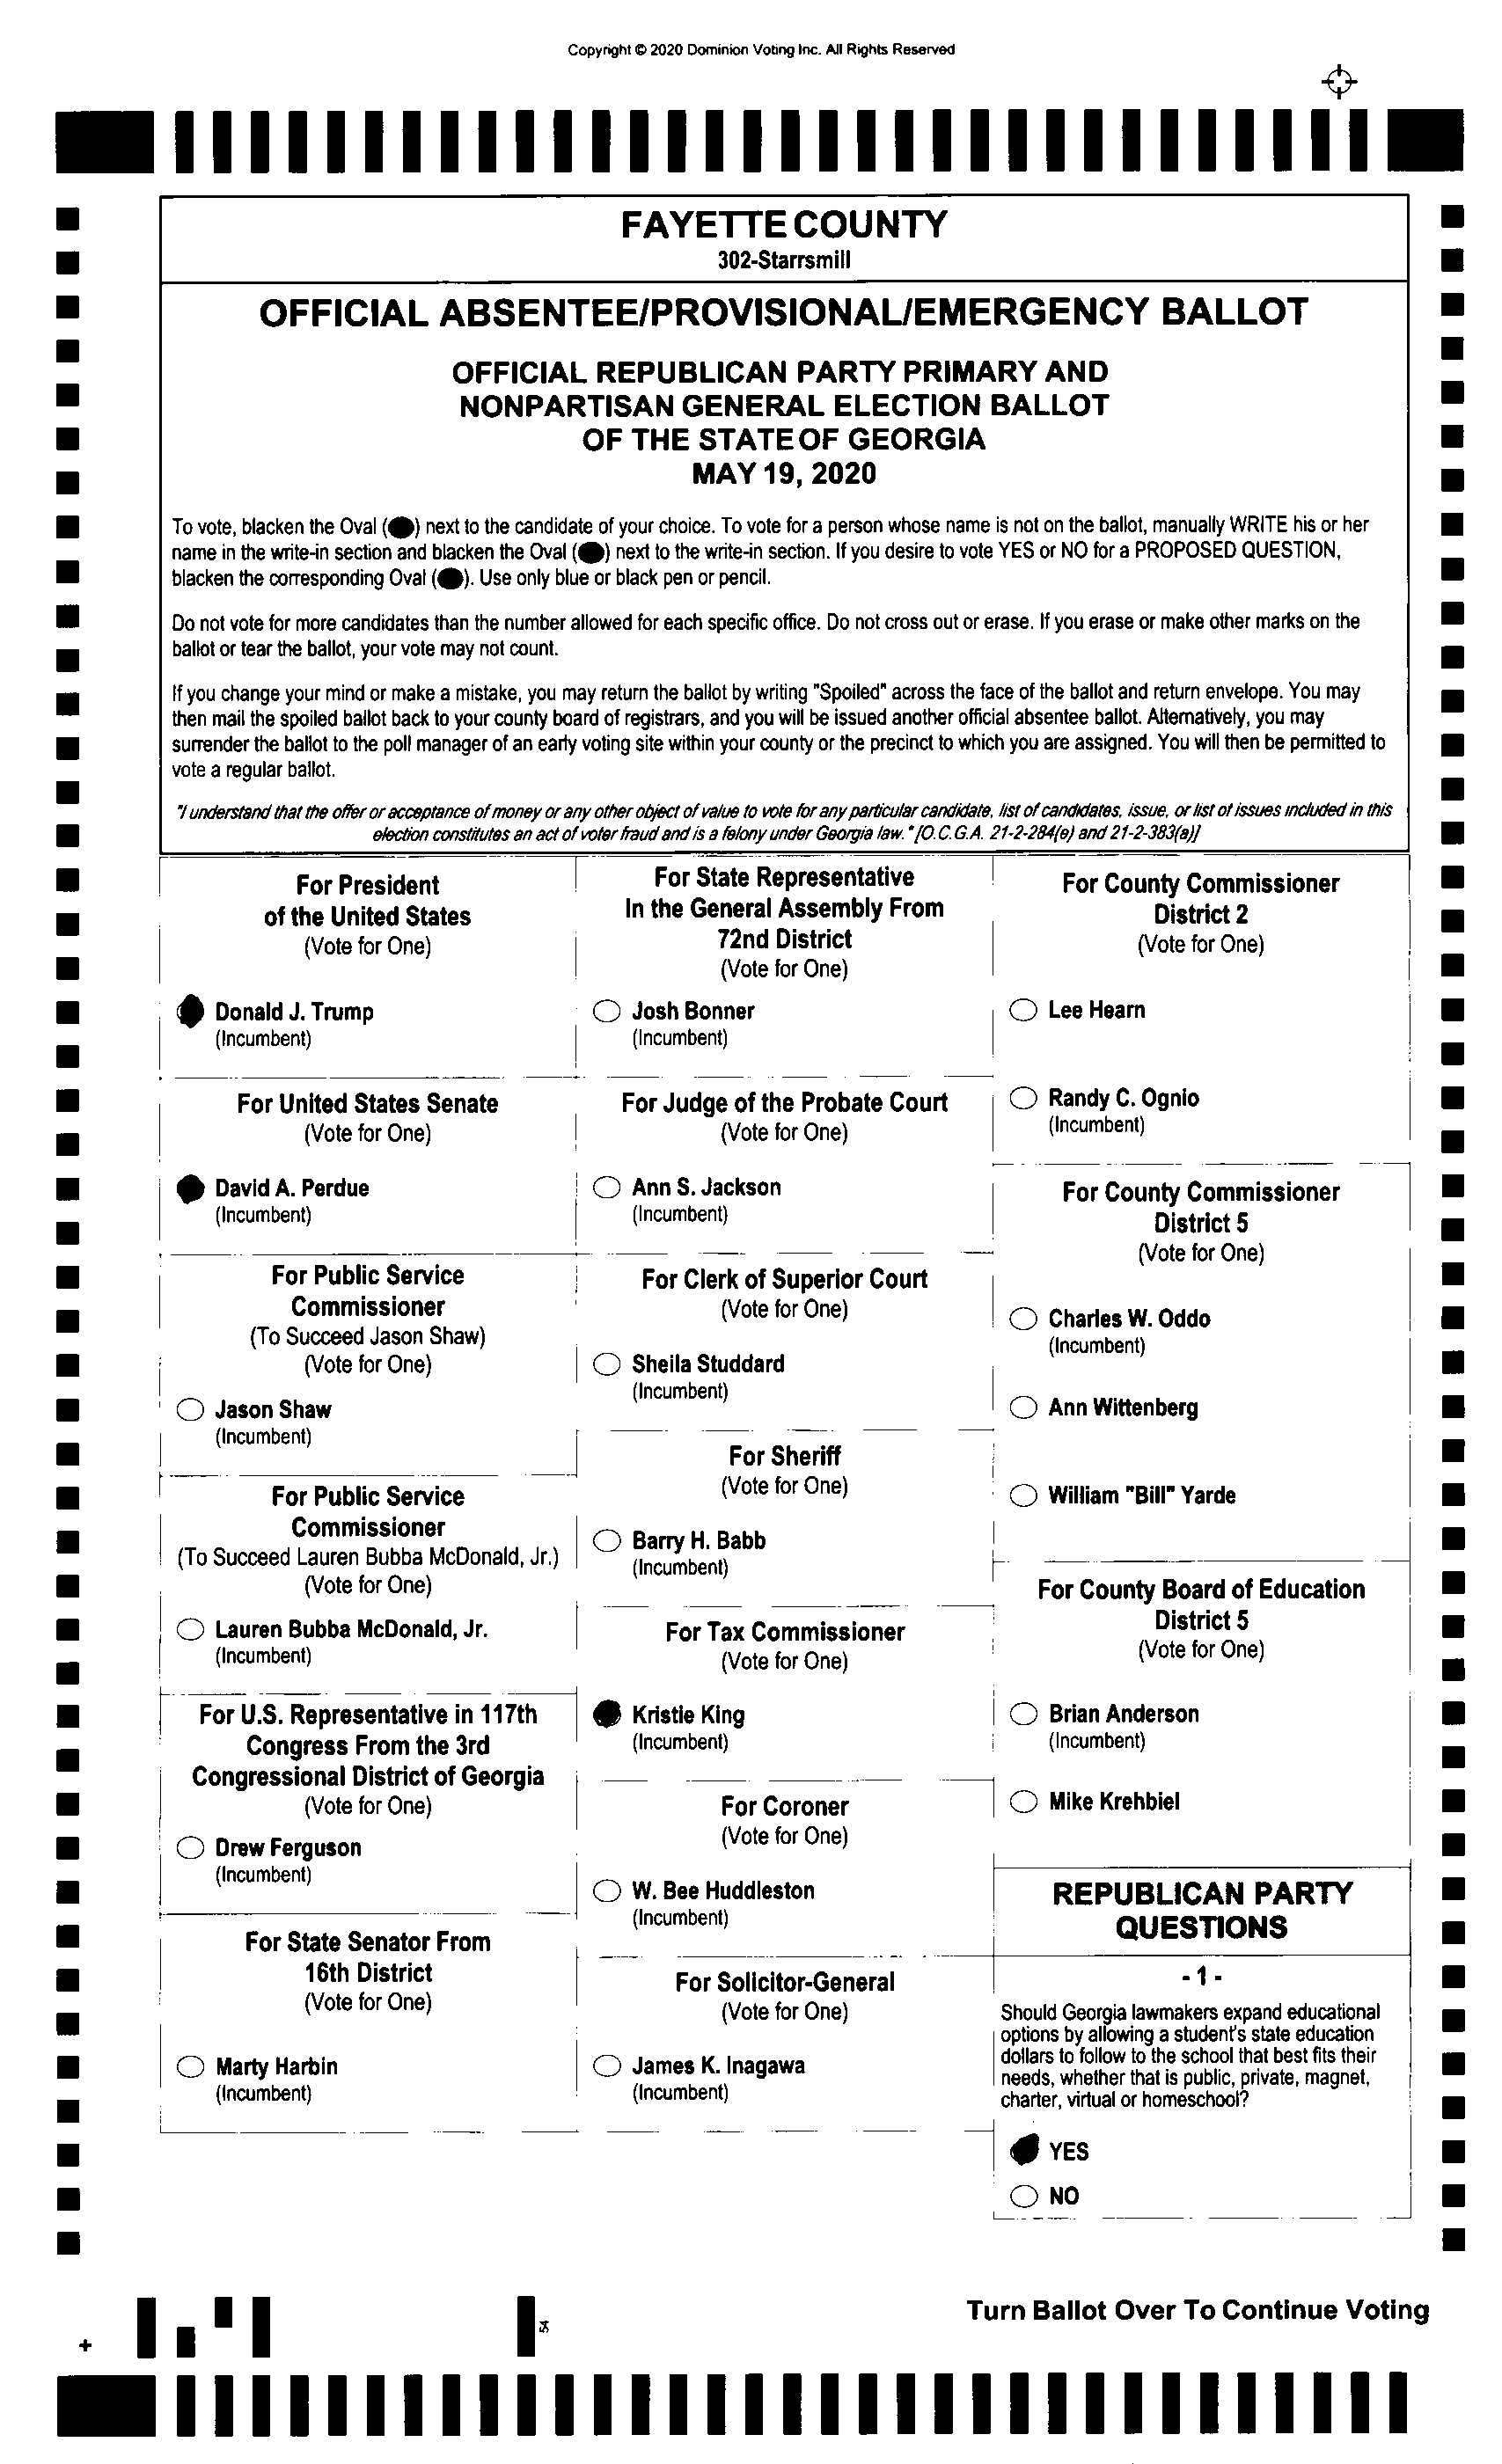 Copyright © 2020 Dominion Voting Inc. All Rights Reserved
FAYETTE COUNTY
302-Starrsmill
OFFICIAL ABSENTEE/PROVISIONAL/EMERGENCY BALLOT
OFFICIAL REPUBLICAN PARTY PRIMARY AND
NONPARTISAN GENERAL ELECTION BALLOT
OF THE STATE OF GEORGIA
MAY 19, 2020
To vote, blacken the Oval () next to the candidate of your choice. To vote for a person whose name is not on the ballot, manually WRITE his or her
name in the write-in section and blacken the Oval () next to the write-in section. If you desire to vote YES or NO for a PROPOSED QUESTION,
blacken the corresponding Oval (). Use only blue or black pen or pencil.
Do not vote for more candidates than the number allowed for each specific office. Do not cross out or erase. If you erase or make other marks on the
ballot or tear the ballot, your vote may not count.
If you change your mind or make a mistake, you may return the ballot by writing "Spoiled" across the face of the ballot and return envelope. You may
then mail the spoiled ballot back to your county board of registrars, and you will be issued another official absentee ballot. Alternatively, you may
surrender the ballot to the poll manager of an early voting site within your county or the precinct to which you are assigned. You will then be permitted to
vote a regular ballot.
"I understand that the offer or acceptance of money or any other object of value to vote for any particular candidate, list of candidates, issue, or list of issues included in this
election constitutes an act of voter fraud and is a felony under Georgia law." [O.C.G.A. 21-2-284(e) and 21-2-383(a)]
For President
of the United States
(Vote for One)
Donald J. Trump
(Incumbent)
For United States Senate
(Vote for One)
David A. Perdue
(Incumbent)
For Public Service
Commissioner
(To Succeed Jason Shaw)
(Vote for One)
Jason Shaw
(Incumbent)
For Public Service
Commissioner
(To Succeed Lauren Bubba McDonald, Jr.)
(Vote for One)
Lauren Bubba McDonald, Jr.
(Incumbent)
For U.S. Representative in 117th
Congress From the 3rd
Congressional District of Georgia
(Vote for One)
Drew Ferguson
(Incumbent)
For State Senator From
16th District
(Vote for One)
Marty Harbin
(Incumbent)
For State Representative
In the General Assembly From
72nd District
(Vote for One)
Josh Bonner
(Incumbent)
For Judge of the Probate Court
(Vote for One)
Ann S. Jackson
(Incumbent)
For Clerk of Superior Court
(Vote for One)
Sheila Studdard
(Incumbent)
For Sheriff
(Vote for One)
Barry H. Babb
(Incumbent)
For Tax Commissioner
(Vote for One)
Kristie King
(Incumbent)
For Coroner
(Vote for One)
W. Bee Huddleston
(Incumbent)
For Solicitor-General
(Vote for One)
James K. Inagawa
(Incumbent)
For County Commissioner
District 2
(Vote for One)
Lee Hearn
Randy C. Ognio
(Incumbent)
For County Commissioner
District 5
(Vote for One)
Charles W. Oddo
(Incumbent)
Ann Wittenberg
William "Bill" Yarde
For County Board of Education
District 5
(Vote for One)
Brian Anderson
(Incumbent)
Mike Krehbiel
REPUBLICAN PARTY
QUESTIONS
- 1 -
Should Georgia lawmakers expand educational
options by allowing a student's state education
dollars to follow to the school that best fits their
needs, whether that is public, private, magnet,
charter, virtual or homeschool?
YES
NO
Turn Ballot Over To Continue Voting